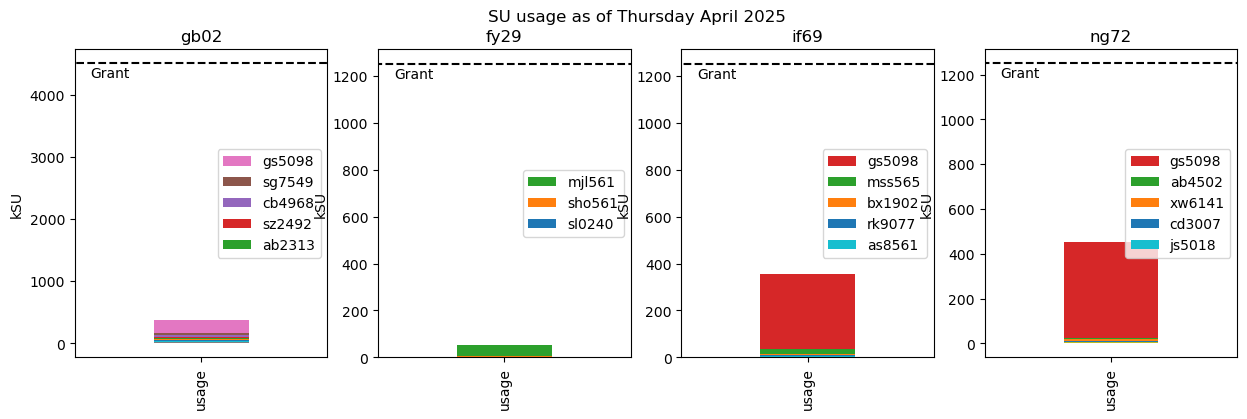 SU usage as of Thursday April 2025
gb02
fy29
if69
ng72
kSU
4000
3000
2000
1000
0
Grant
gs5098
sg7549
cb4968
sz2492
ab2313
usage
kSU
1200
1000
800
600
400
200
0
Grant
mjl561
sho561
sl0240
usage
kSU
1200
1000
800
600
400
200
0
Grant
gs5098
mss565
bx1902
rk9077
as8561
usage
kSU
1200
1000
800
600
400
200
0
Grant
gs5098
ab4502
xw6141
cd3007
js5018
usage